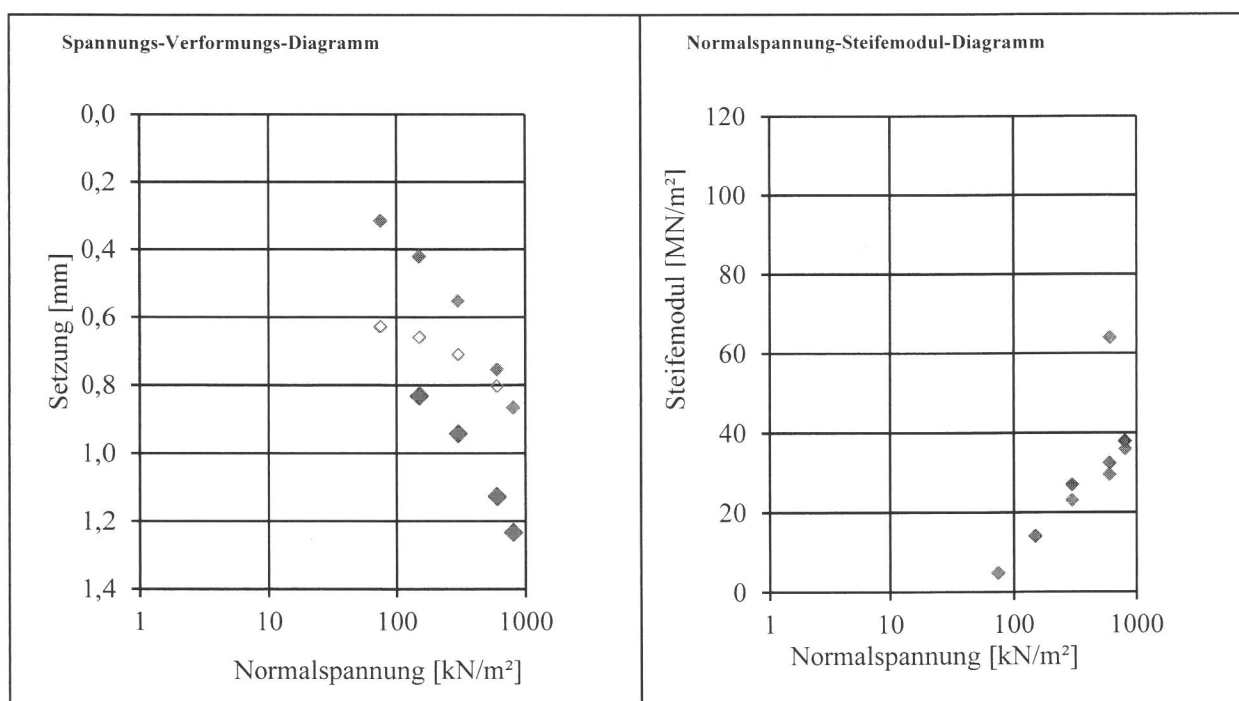 Spannungs-Verformungs-Diagramm
0,0
0,2
0,4
0,6
0,8
1,0
1,2
1,4
Setzung [mm]
1 10 100 1000
Normalspannung [kN/m²]
Normalspannung-Steifemodul-Diagramm
120
100
80
60
40
20
0
Steifemodul [MN/m²]
1 10 100 1000
Normalspannung [kN/m²]